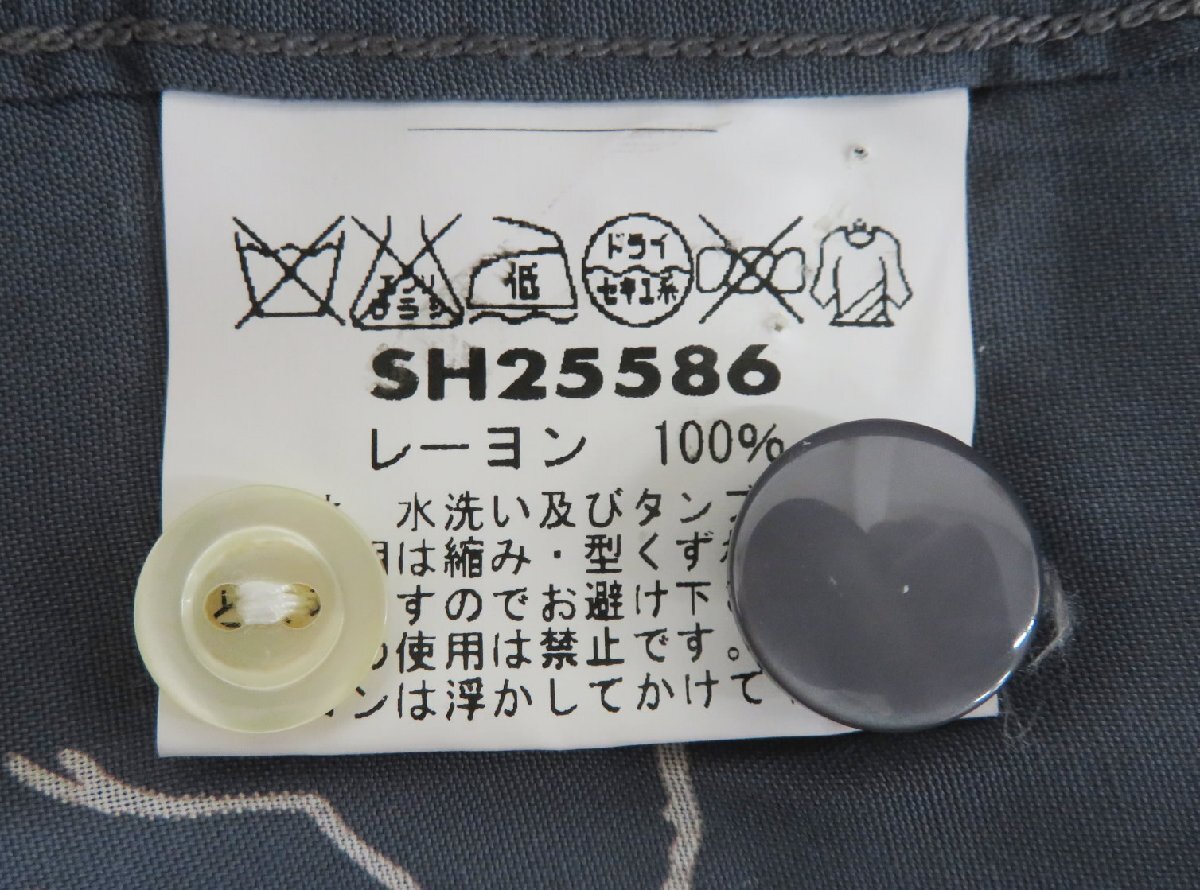 低 ドライ
セキユ系
SH25586
レーヨン 100%
水洗い及びタンブ
は縮み・型くず
すのでお避け下
使用は禁止です。
ンは浮かしてかけて